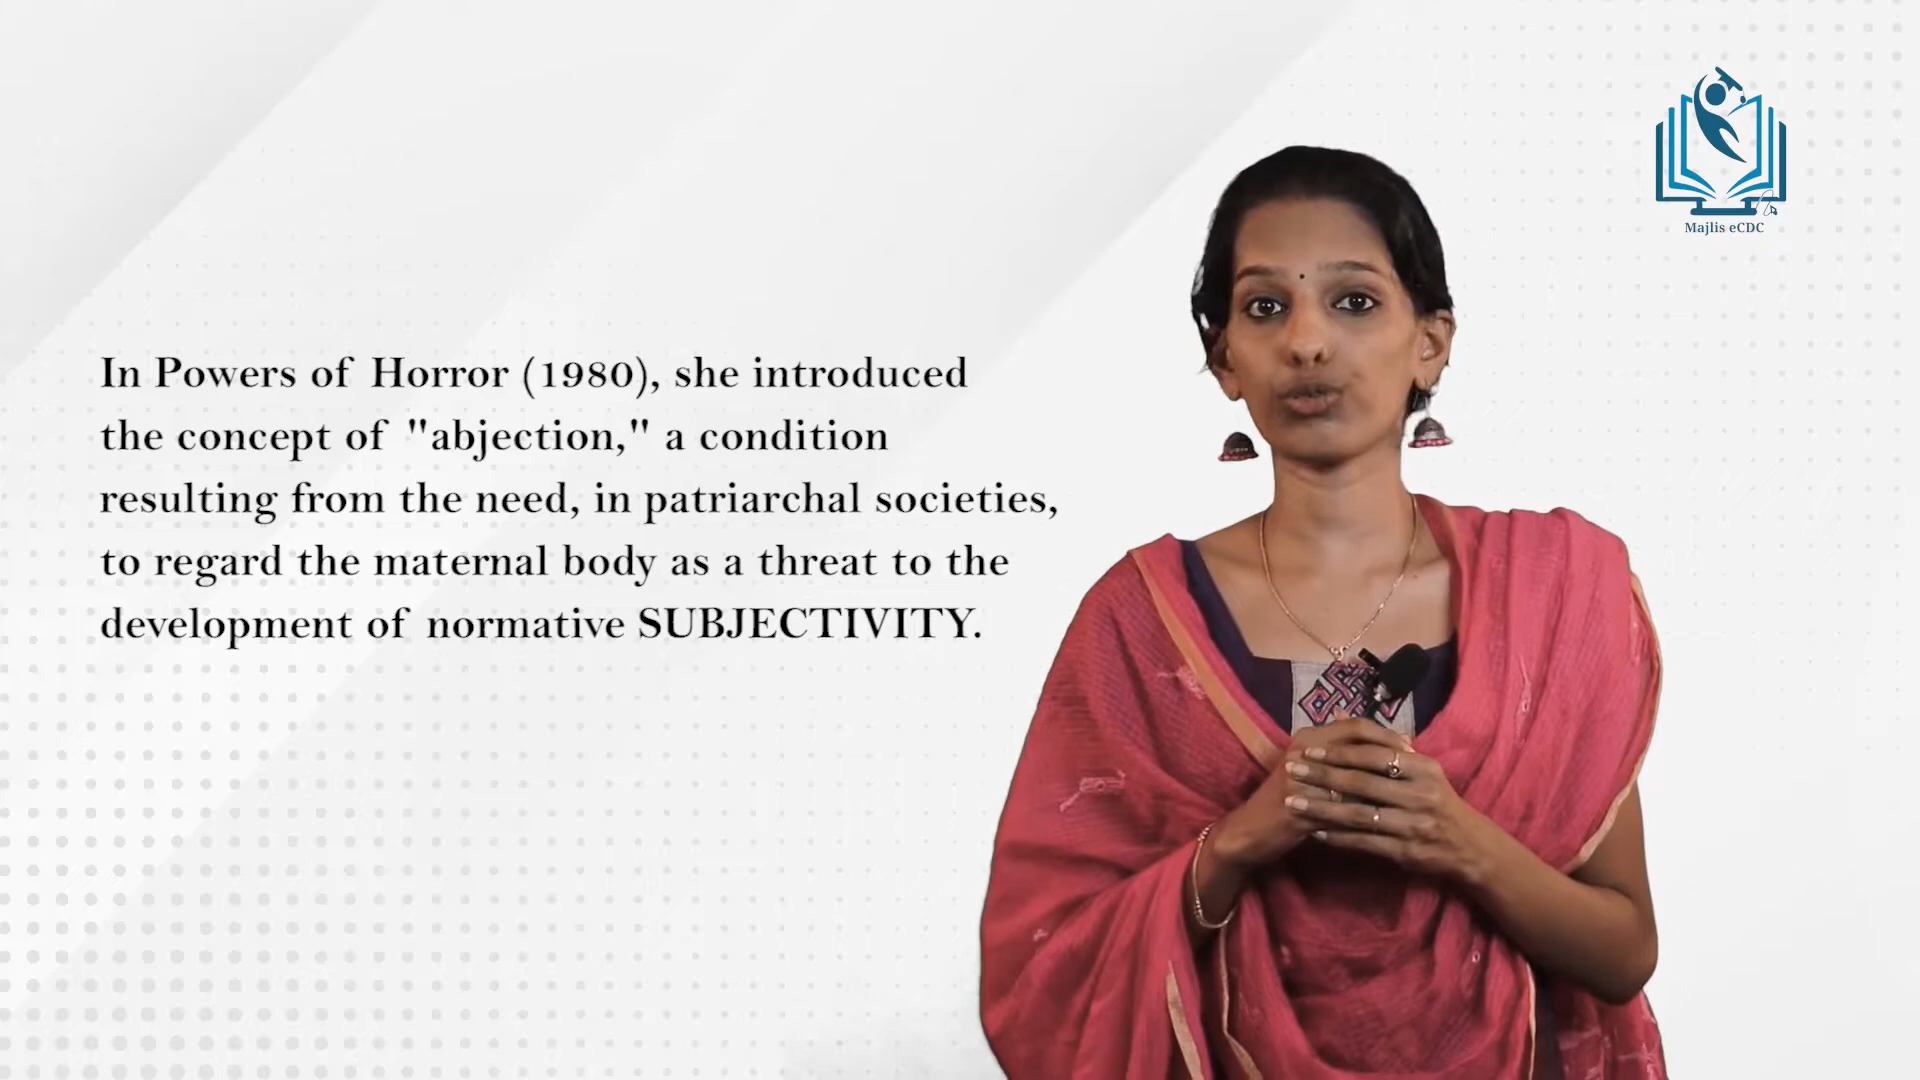 In Powers of Horror (1980), she introduced
the concept of "abjection," a condition
resulting from the need, in patriarchal societies,
to regard the maternal body as a threat to the
development of normative SUBJECTIVITY.
Majlis eCDC